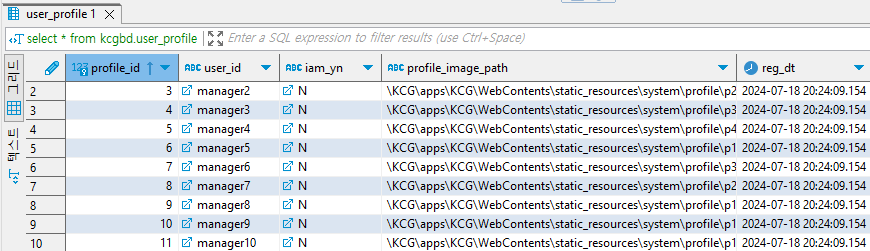 user_profile 1
select * from kcgbd.user_profile Enter a SQL expression to filter results (use Ctrl+Space)
그리드
텍스트
123 profile_id ABC user_id ABC iam_yn ABC profile_image_path reg_dt
2 3 manager2 N \KCG\apps\KCG\WebContents\static_resources\system\profile\p2 2024-07-18 20:24:09.154
3 4 manager3 N \KCG\apps\KCG\WebContents\static_resources\system\profile\p3 2024-07-18 20:24:09.154
4 5 manager4 N \KCG\apps\KCG\WebContents\static_resources\system\profile\p4 2024-07-18 20:24:09.154
5 6 manager5 N \KCG\apps\KCG\WebContents\static_resources\system\profile\p1 2024-07-18 20:24:09.154
6 7 manager6 N \KCG\apps\KCG\WebContents\static_resources\system\profile\p3 2024-07-18 20:24:09.154
7 8 manager7 N \KCG\apps\KCG\WebContents\static_resources\system\profile\p2 2024-07-18 20:24:09.154
8 9 manager8 N \KCG\apps\KCG\WebContents\static_resources\system\profile\p1 2024-07-18 20:24:09.154
9 10 manager9 N \KCG\apps\KCG\WebContents\static_resources\system\profile\p1 2024-07-18 20:24:09.154
10 11 manager10 N \KCG\apps\KCG\WebContents\static_resources\system\profile\p1 2024-07-18 20:24:09.154